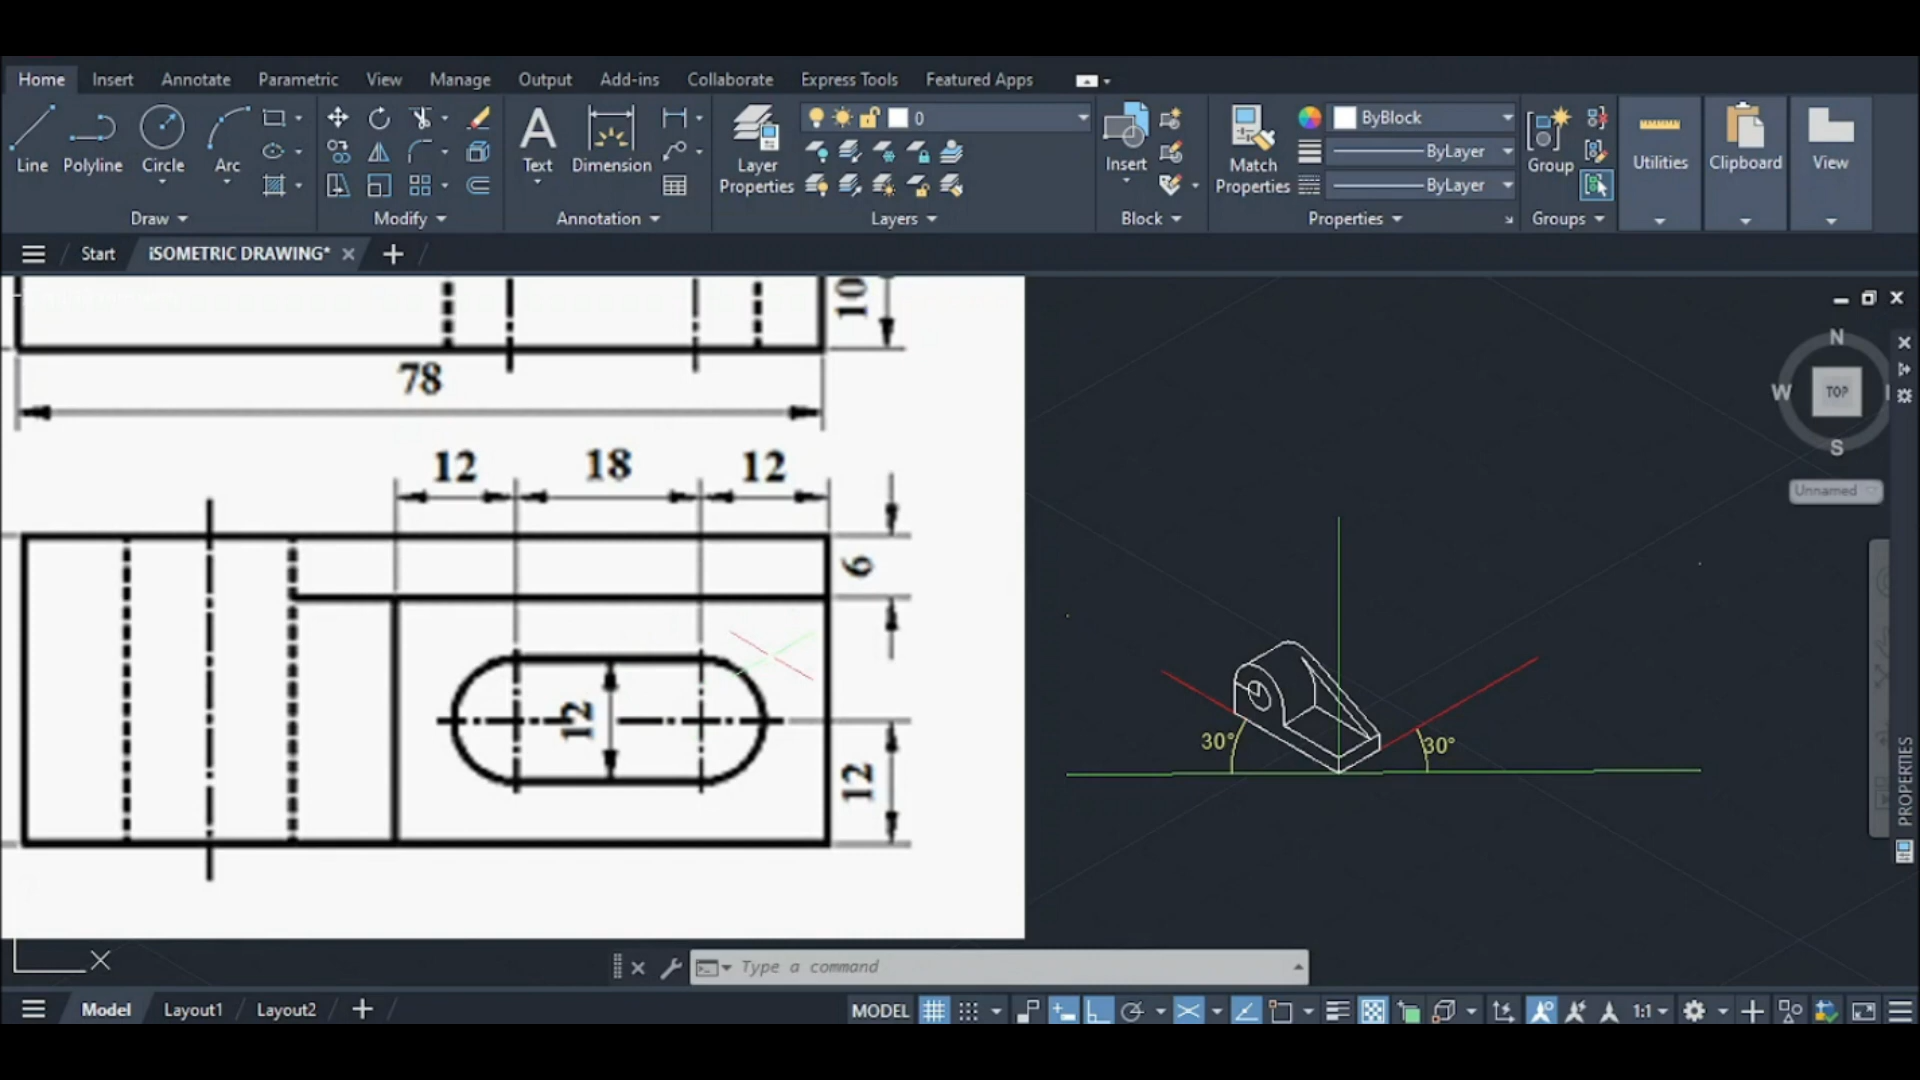 Home Insert Annotate Parametric View Manage Output Add-ins Collaborate Express Tools Featured Apps
0 ByBlock
ByLayer
ByLayer
Line Polyline Circle Arc Text Dimension Layer Properties Insert Match Properties Group Utilities Clipboard View
Draw Modify Annotation Layers Block Properties Groups
Start iSOMETRIC DRAWING* +
10
78
12 18 12
6
12
12
N
W TOP
S
Unnamed
30° 30°
PROPERTIES
Type a command
Model Layout1 Layout2 +
MODEL 1:1